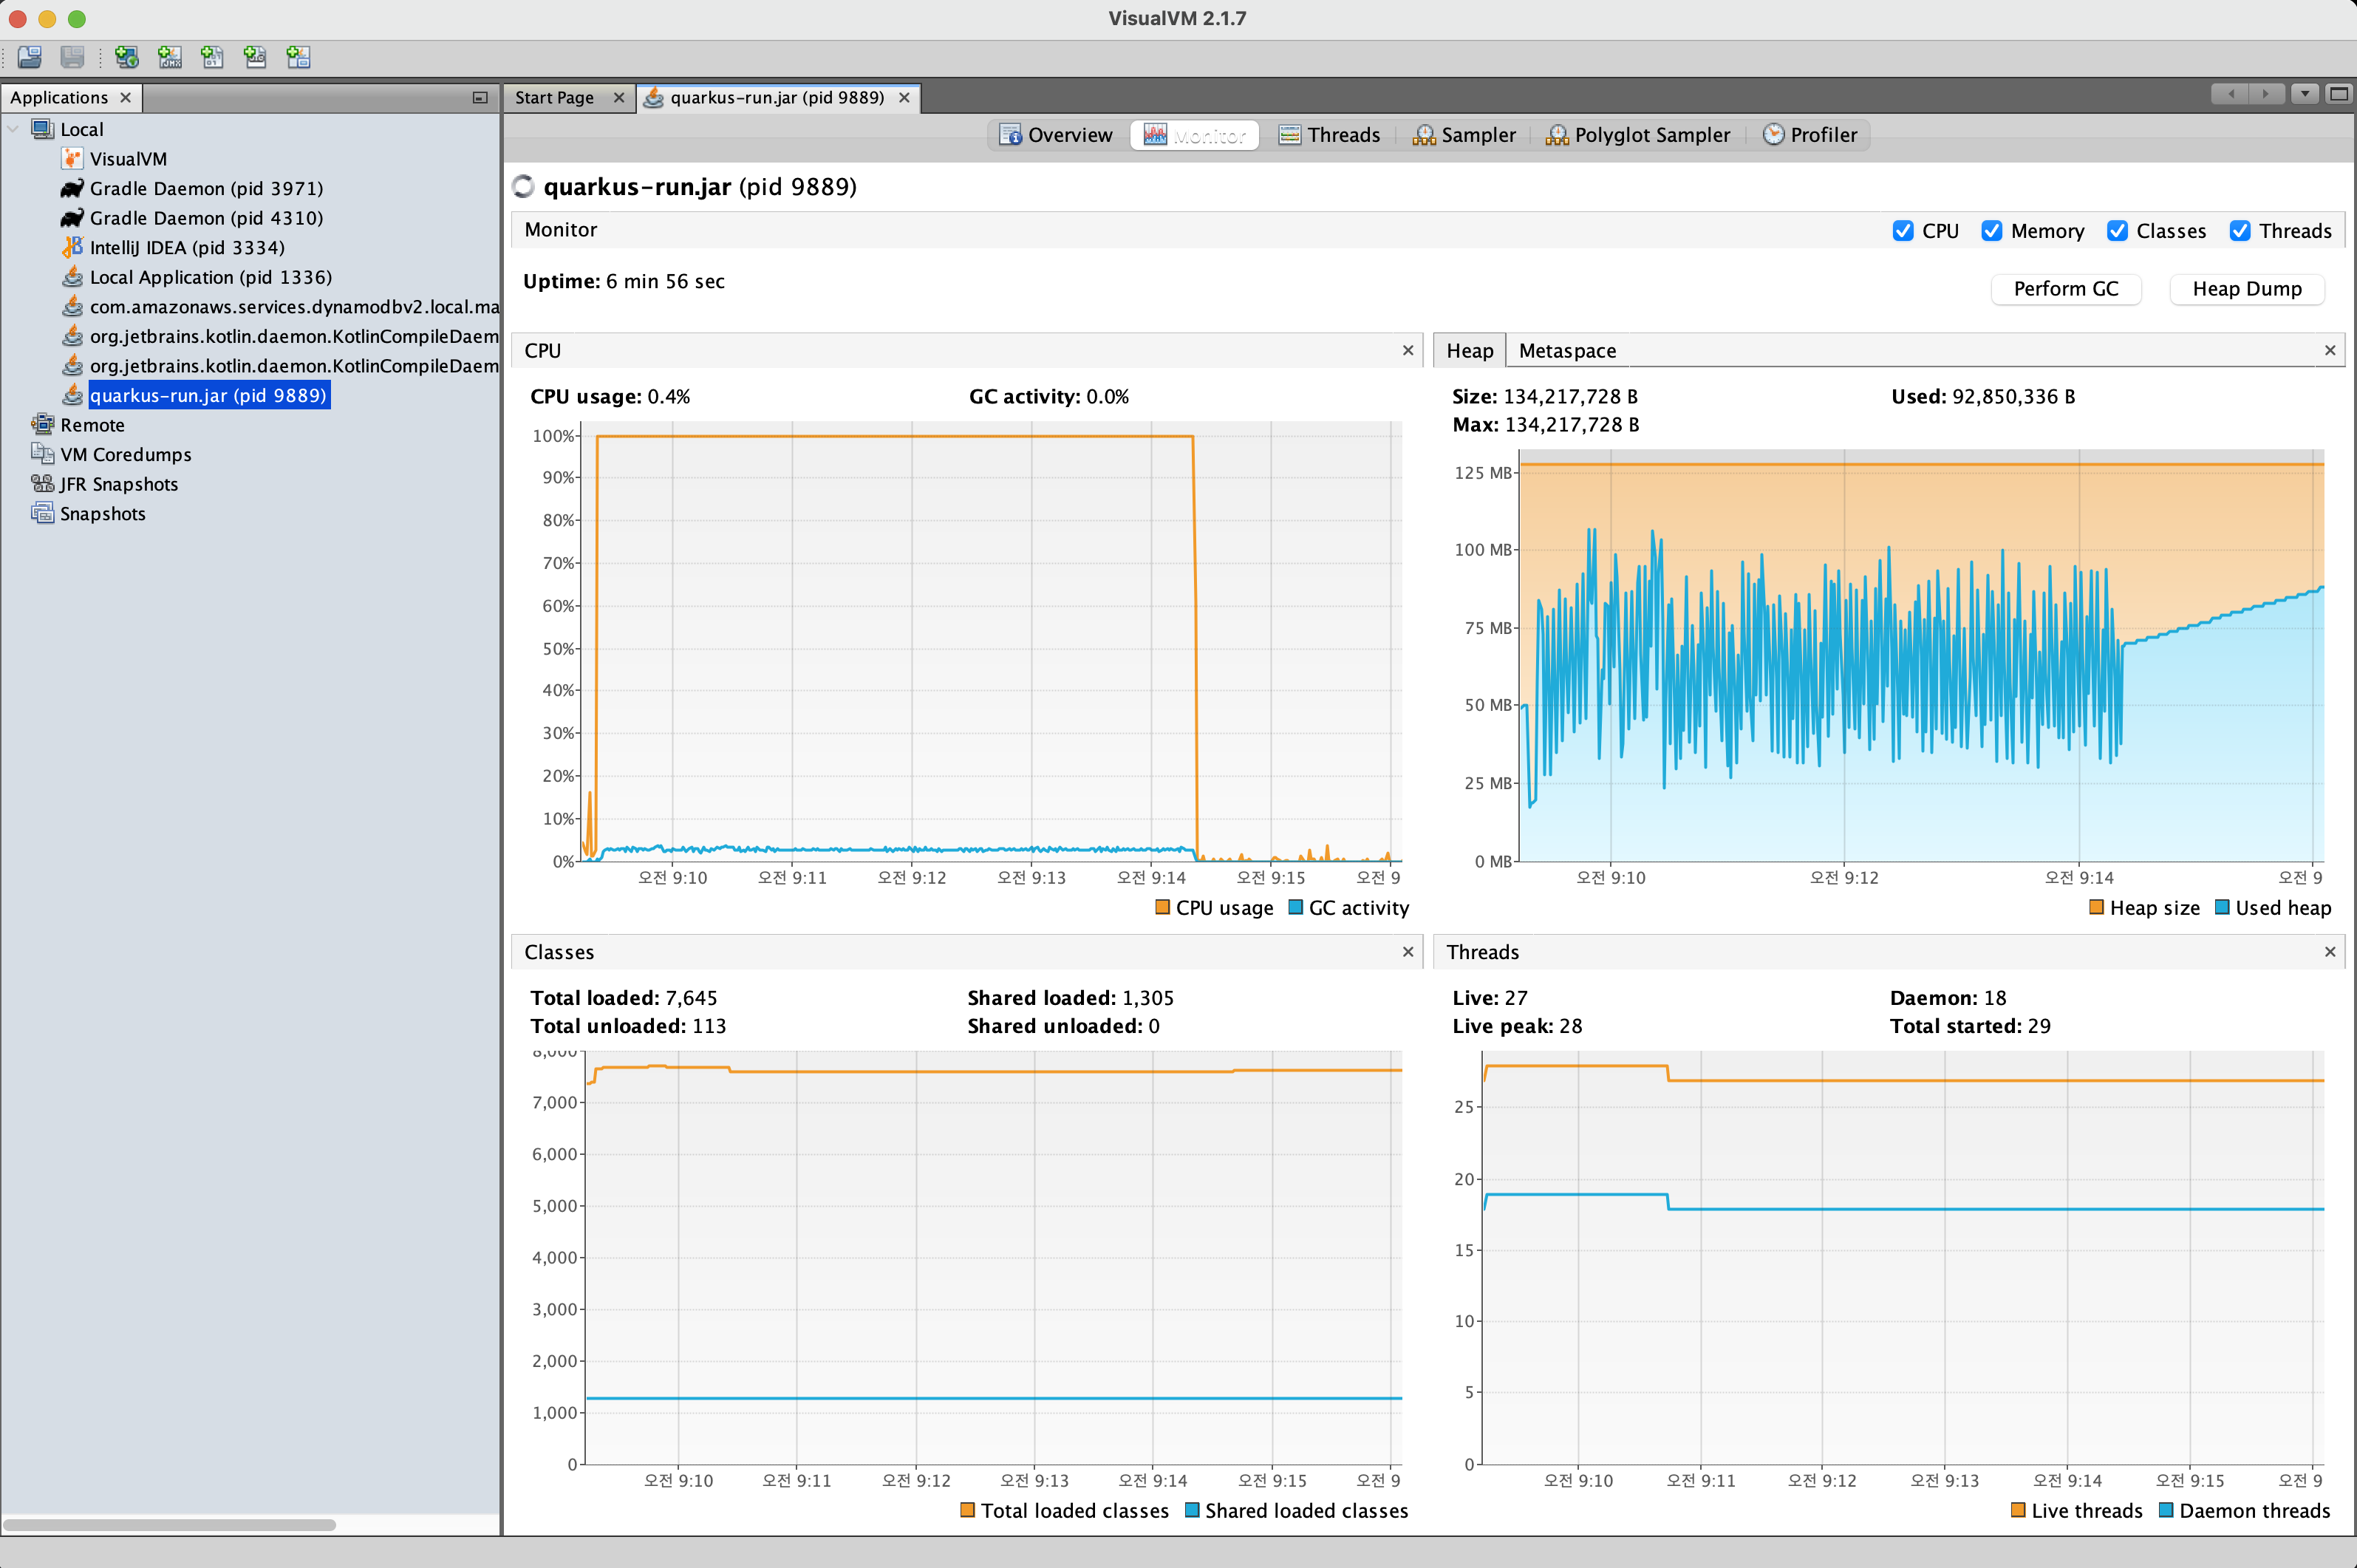 VisualVM 2.1.7
Applications
Start Page
quarkus-run.jar (pid 9889)
Local
VisualVM
Gradle Daemon (pid 3971)
Gradle Daemon (pid 4310)
IntelliJ IDEA (pid 3334)
Local Application (pid 1336)
com.amazonaws.services.dynamodbv2.local.ma
org.jetbrains.kotlin.daemon.KotlinCompileDaem
org.jetbrains.kotlin.daemon.KotlinCompileDaem
quarkus-run.jar (pid 9889)
Remote
VM Coredumps
JFR Snapshots
Snapshots
Overview Monitor Threads Sampler Polyglot Sampler Profiler
quarkus-run.jar (pid 9889)
Monitor
CPU Memory Classes Threads
Uptime: 6 min 56 sec
Perform GC Heap Dump
CPU
CPU usage: 0.4% GC activity: 0.0%
100%
90%
80%
70%
60%
50%
40%
30%
20%
10%
0%
오전 9:10 오전 9:11 오전 9:12 오전 9:13 오전 9:14 오전 9:15 오전 9
CPU usage GC activity
Heap Metaspace
Size: 134,217,728 B Used: 92,850,336 B
Max: 134,217,728 B
125 MB
100 MB
75 MB
50 MB
25 MB
0 MB
오전 9:10 오전 9:12 오전 9:14 오전 9
Heap size Used heap
Classes
Total loaded: 7,645 Shared loaded: 1,305
Total unloaded: 113 Shared unloaded: 0
8,000
7,000
6,000
5,000
4,000
3,000
2,000
1,000
0
오전 9:10 오전 9:11 오전 9:12 오전 9:13 오전 9:14 오전 9:15 오전 9
Total loaded classes Shared loaded classes
Threads
Live: 27 Daemon: 18
Live peak: 28 Total started: 29
25
20
15
10
5
0
오전 9:10 오전 9:11 오전 9:12 오전 9:13 오전 9:14 오전 9:15 오전 9
Live threads Daemon threads